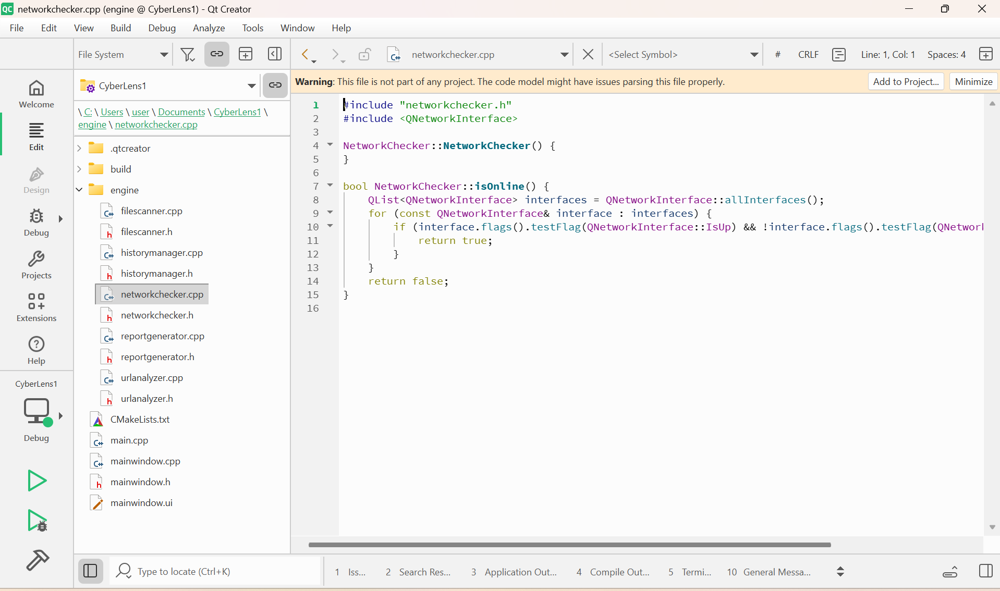 networkchecker.cpp (engine @ CyberLens1) - Qt Creator
File Edit View Build Debug Analyze Tools Window Help
File System
networkchecker.cpp
<Select Symbol>
# CRLF Line: 1, Col: 1 Spaces: 4
CyberLens1
Warning: This file is not part of any project. The code model might have issues parsing this file properly.
Add to Project...
Minimize
\ C: \ Users \ user \ Documents \ CyberLens1 \
engine \ networkchecker.cpp
Welcome
Edit
Design
Debug
Projects
Extensions
Help
CyberLens1
Debug
.qtcreator
build
engine
filescanner.cpp
filescanner.h
historymanager.cpp
historymanager.h
networkchecker.cpp
networkchecker.h
reportgenerator.cpp
reportgenerator.h
urlanalyzer.cpp
urlanalyzer.h
CMakeLists.txt
main.cpp
mainwindow.cpp
mainwindow.h
mainwindow.ui
1 #include "networkchecker.h"
2 #include <QNetworkInterface>
3
4 NetworkChecker::NetworkChecker() {
5 }
6
7 bool NetworkChecker::isOnline() {
8 QList<QNetworkInterface> interfaces = QNetworkInterface::allInterfaces();
9 for (const QNetworkInterface& interface : interfaces) {
10 if (interface.flags().testFlag(QNetworkInterface::IsUp) && !interface.flags().testFlag(QNetwork
11 return true;
12 }
13 }
14 return false;
15 }
16
Type to locate (Ctrl+K)
1 Iss... 2 Search Res... 3 Application Out... 4 Compile Out... 5 Termi... 10 General Messa...